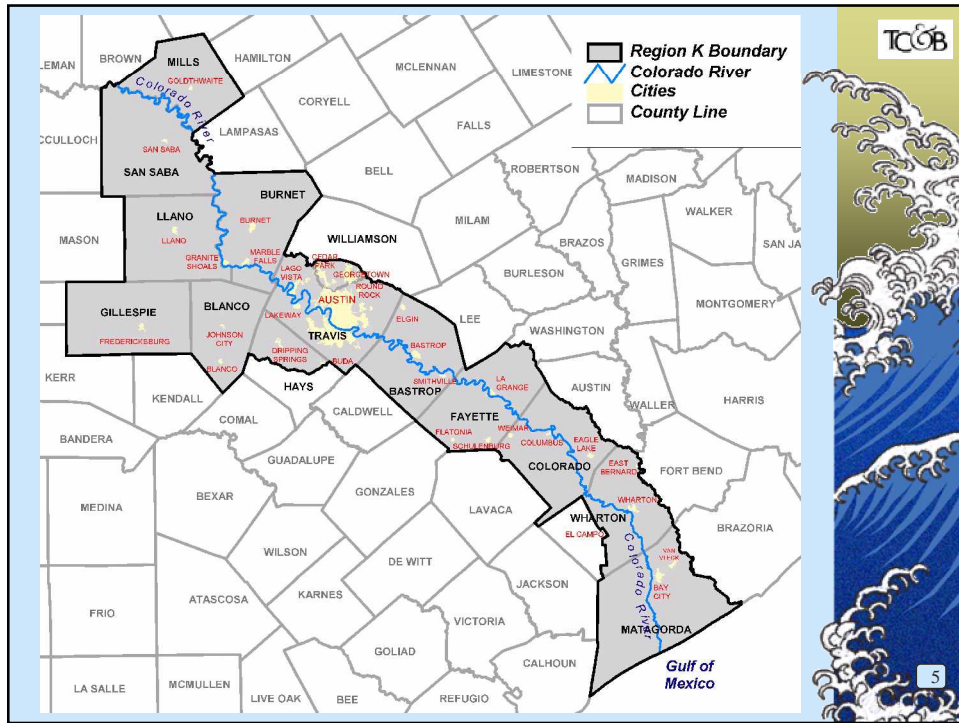 TC&B
Region K Boundary
Colorado River
Cities
County Line
LEMAN
BROWN
MILLS
GOLDTHWAITE
HAMILTON
MCLENNAN
LIMESTONE
Colorado River
CORYELL
FALLS
CCULLOCH
LAMPASAS
SAN SABA
SAN SABA
BELL
ROBERTSON
MADISON
BURNET
LLANO
BURNET
LLANO
MILAM
WALKER
MASON
WILLIAMSON
BRAZOS
SAN JA
GRANITE
SHOALS
MARBLE
FALLS
LAGO
VISTA
CEDAR
PARK
GEORGETOWN
ROUND
ROCK
BURLESON
GRIMES
AUSTIN
MONTGOMERY
GILLESPIE
BLANCO
LAKEWAY
ELGIN
LEE
WASHINGTON
FREDERICKSBURG
JOHNSON
CITY
TRAVIS
BASTROP
DRIPPING
SPRINGS
BUDA
BLANCO
SMITHVILLE
LA
GRANGE
KERR
HAYS
BASTROP
AUSTIN
WALLER
HARRIS
KENDALL
COMAL
CALDWELL
FAYETTE
BANDERA
FLATONIA
WEIMAR
SCHULENBURG
COLUMBUS
EAGLE
LAKE
GUADALUPE
COLORADO
EAST
BERNARD
FORT BEND
MEDINA
BEXAR
GONZALES
LAVACA
WHARTON
WHARTON
EL CAMPO
BRAZORIA
WILSON
DE WITT
VAN
VLECK
Colorado River
JACKSON
BAY
CITY
FRIO
ATASCOSA
KARNES
VICTORIA
MATAGORDA
GOLIAD
CALHOUN
Gulf of
Mexico
LA SALLE
MCMULLEN
LIVE OAK
BEE
REFUGIO
5